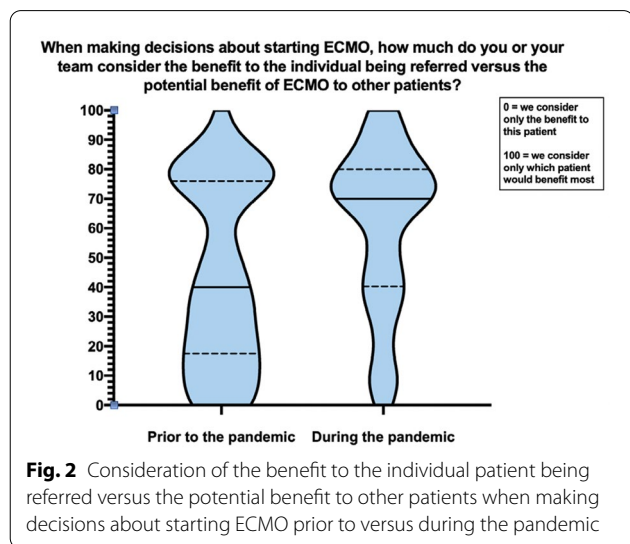 When making decisions about starting ECMO, how much do you or your
team consider the benefit to the individual being referred versus the
potential benefit of ECMO to other patients?
0 = we consider
only the benefit to
this patient
100 = we consider
only which patient
would benefit most
100
90
80
70
60
50
40
30
20
10
0
Prior to the pandemic During the pandemic
Fig. 2 Consideration of the benefit to the individual patient being
referred versus the potential benefit to other patients when making
decisions about starting ECMO prior to versus during the pandemic